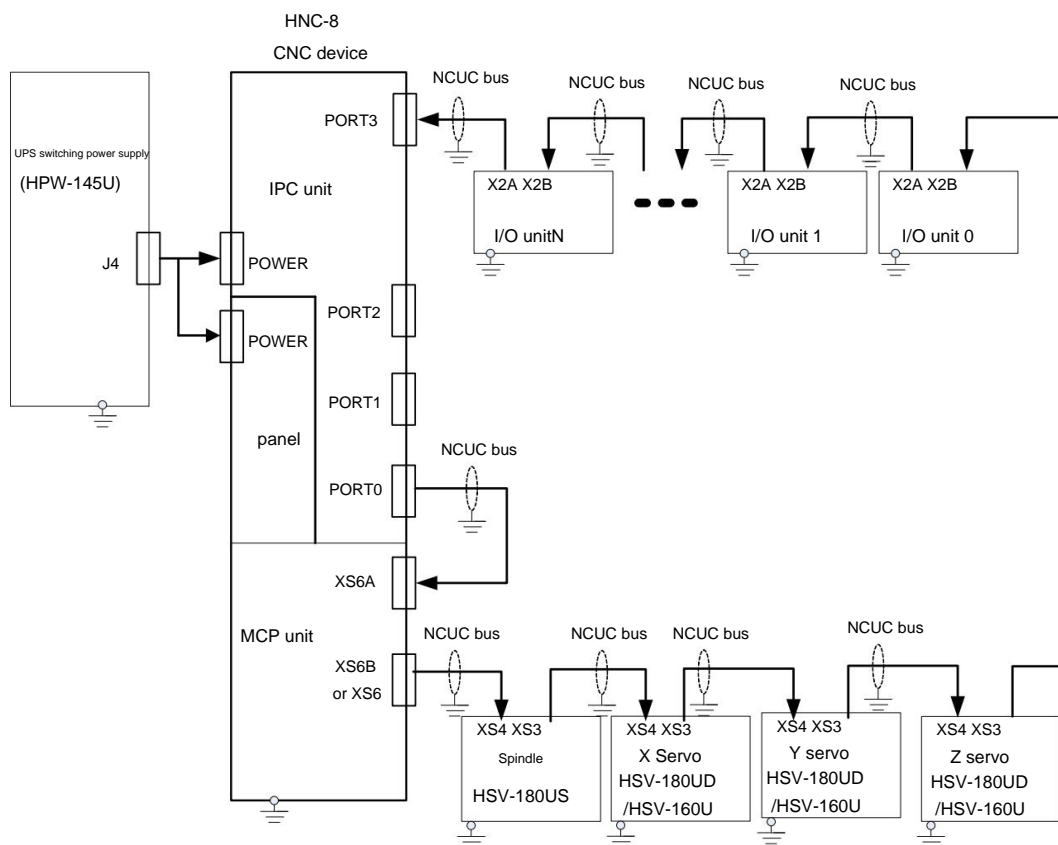 HNC-8
CNC device
NCUC bus
NCUC bus
NCUC bus
NCUC bus
PORT3
UPS switching power supply
(HPW-145U)
IPC unit
X2A X2B
X2A X2B
X2A X2B
I/O unitN
I/O unit 1
I/O unit 0
J4
POWER
PORT2
POWER
PORT1
panel
NCUC bus
PORT0
XS6A
MCP unit
NCUC bus
NCUC bus
NCUC bus
NCUC bus
XS6B
or XS6
XS4 XS3
XS4 XS3
XS4 XS3
XS4 XS3
Spindle
X Servo
Y servo
Z servo
HSV-180US
HSV-180UD
/HSV-160U
HSV-180UD
/HSV-160U
HSV-180UD
/HSV-160U